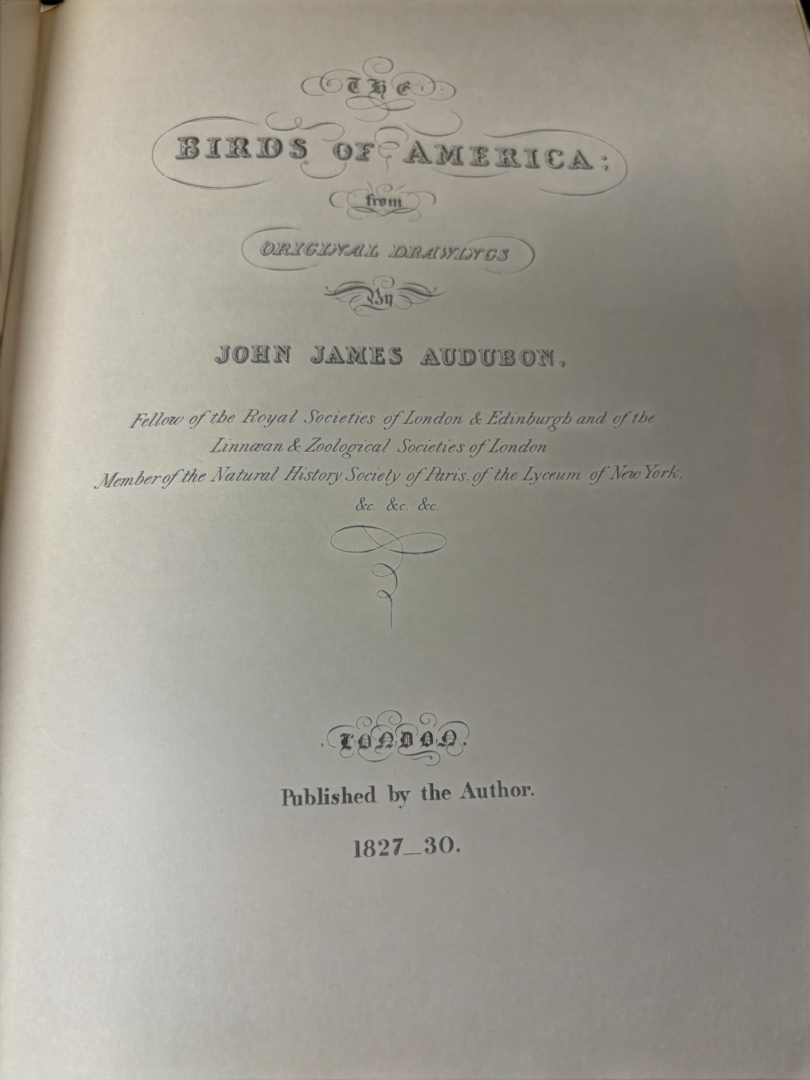 THE
BIRDS OF AMERICA;
from
ORIGINAL DRAWINGS
By
JOHN JAMES AUDUBON,
Fellow of the Royal Societies of London & Edinburgh and of the
Linnæan & Zoological Societies of London
Member of the Natural History Society of Paris, of the Lyceum of New York,
&c. &c. &c.
LONDON.
Published by the Author.
1827_30.